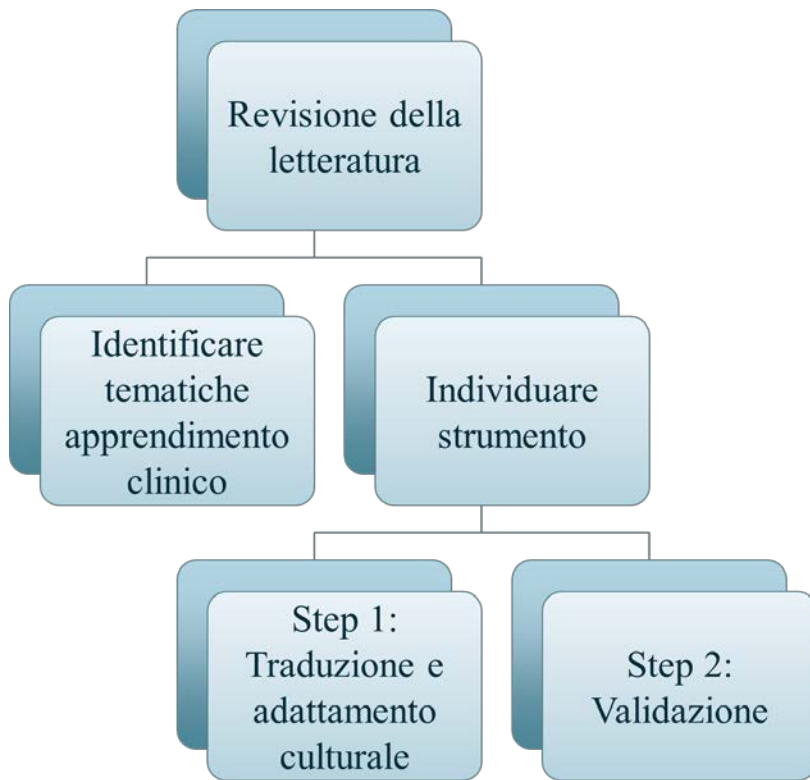 Revisione della
letteratura
Identificare
tematiche
apprendimento
clinico
Individuare
strumento
Step 1:
Traduzione e
adattamento
culturale
Step 2:
Validazione